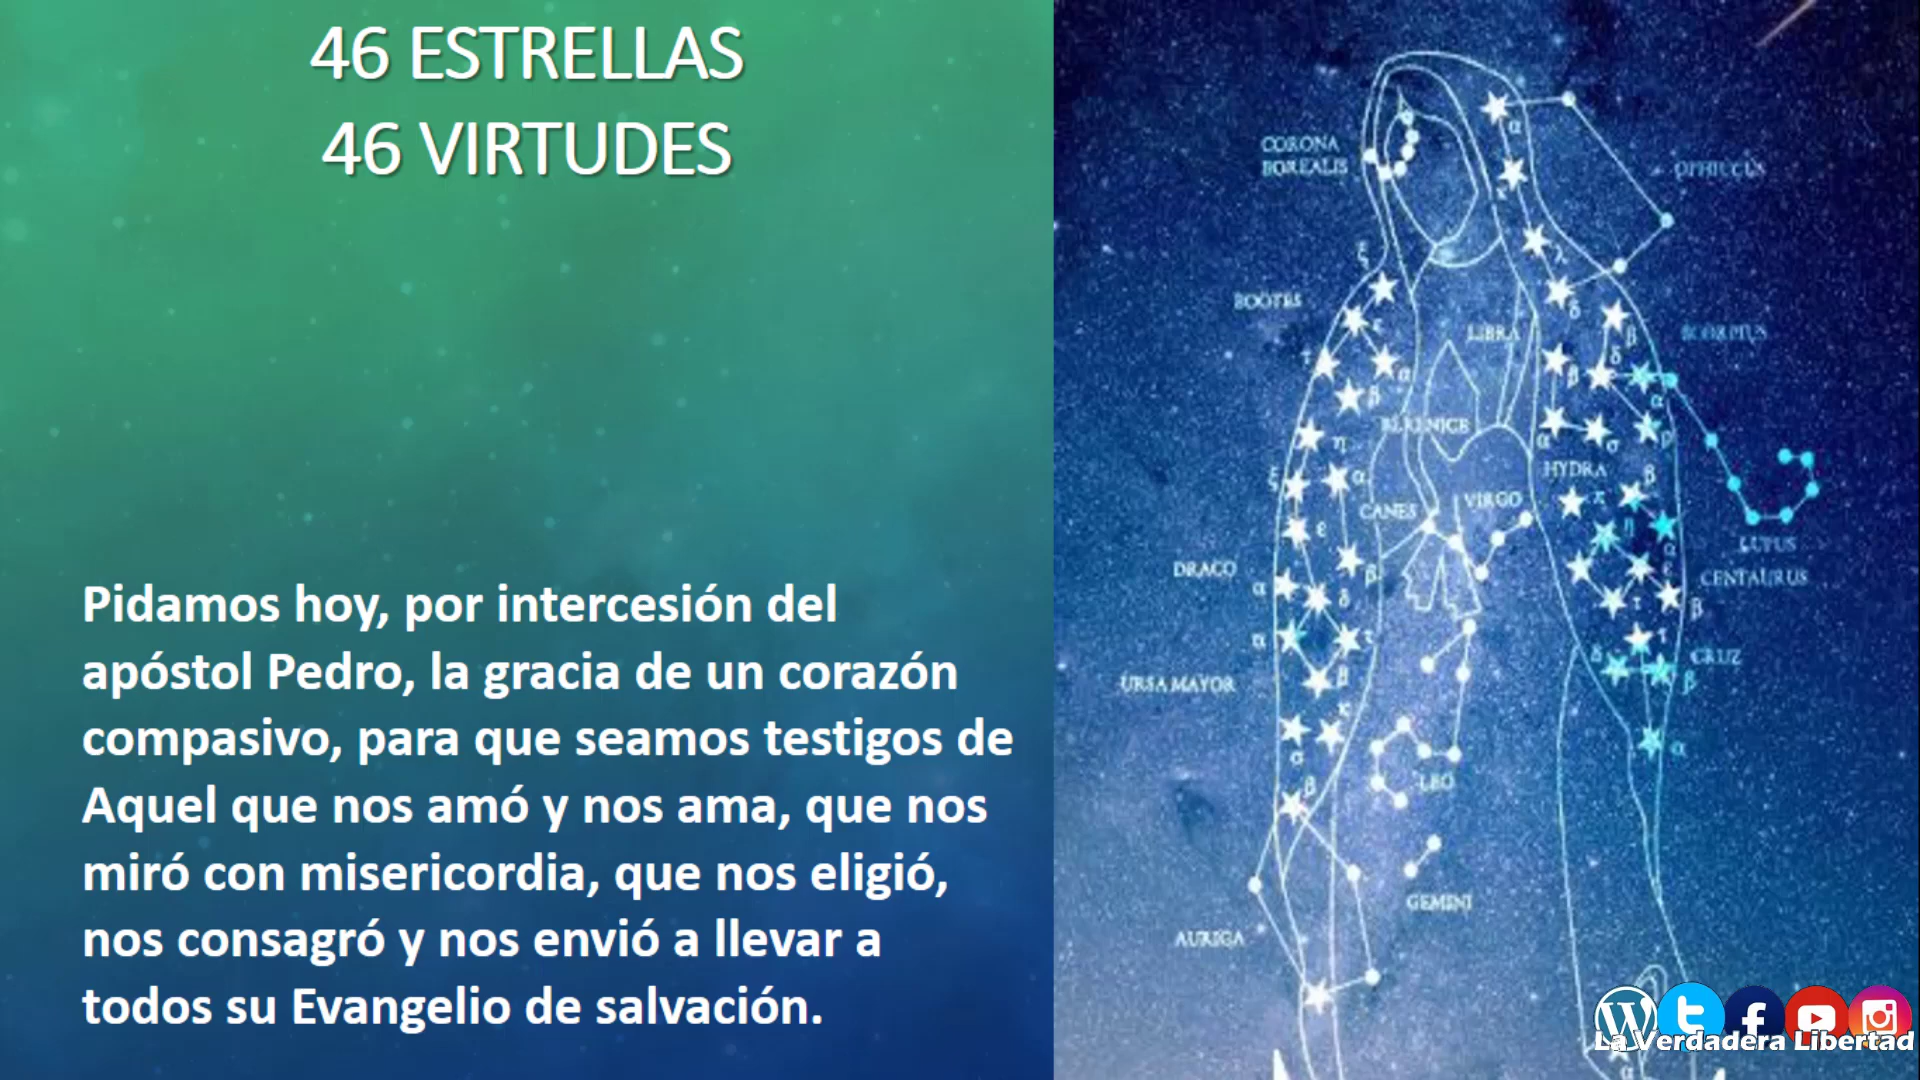 46 ESTRELLAS
46 VIRTUDES
Pidamos hoy, por intercesión del
apóstol Pedro, la gracia de un corazón
compasivo, para que seamos testigos de
Aquel que nos amó y nos ama, que nos
miró con misericordia, que nos eligió,
nos consagró y nos envió a llevar a
todos su Evangelio de salvación.
CORONA
BOREALIS
OPHIUCUS
BOOTES
LIBRA
SCORPIUS
BERENICE
HYDRA
CANES
VIRGO
LUPUS
DRACO
CENTAURUS
CRUZ
URSA MAYOR
LEO
GEMINI
AURIGA
La Verdadera Libertad